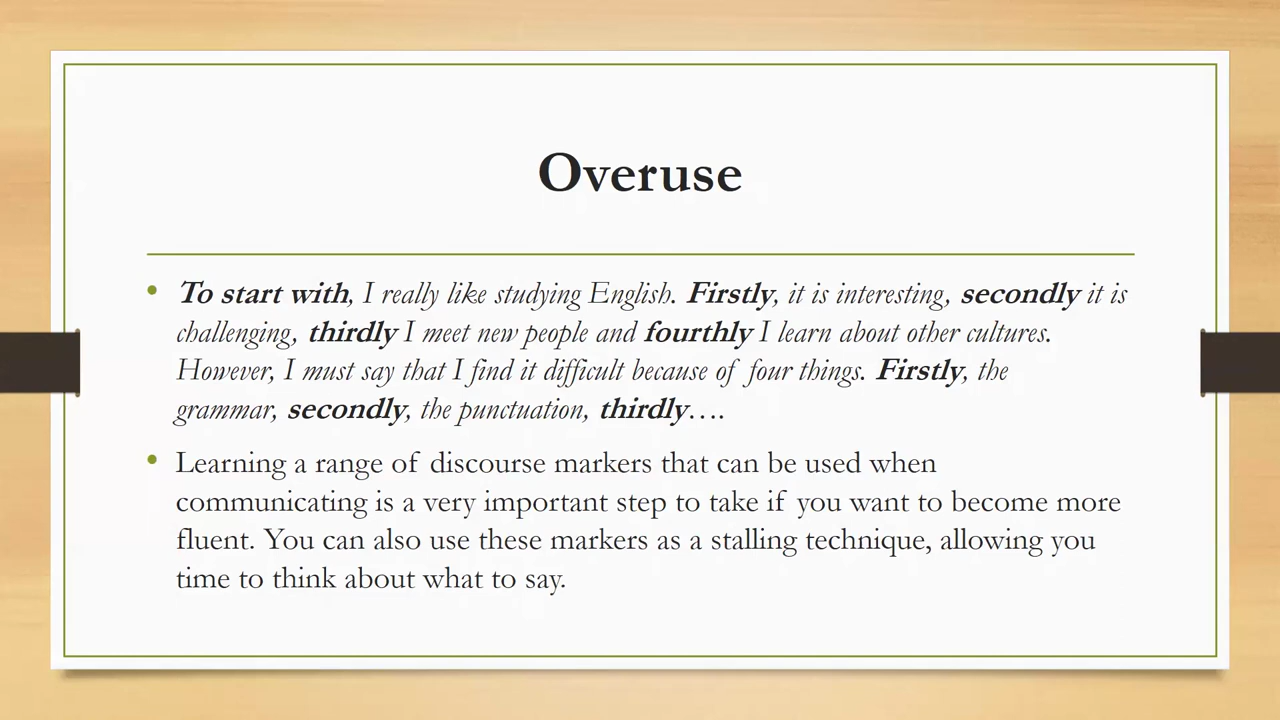 Overuse
• To start with, I really like studying English. Firstly, it is interesting, secondly it is
challenging, thirdly I meet new people and fourthly I learn about other cultures.
However, I must say that I find it difficult because of four things. Firstly, the
grammar, secondly, the punctuation, thirdly….
• Learning a range of discourse markers that can be used when
communicating is a very important step to take if you want to become more
fluent. You can also use these markers as a stalling technique, allowing you
time to think about what to say.